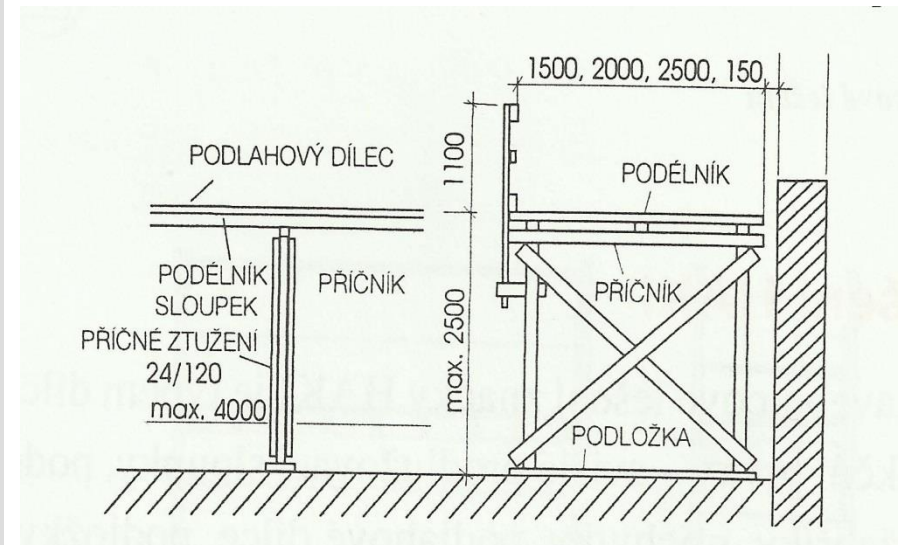 1500, 2000, 2500, 150
1100
PODLAHOVÝ DÍLEC
PODÉLNÍK
PODÉLNÍK
SLOUPEK
PŘÍČNÍK
PŘÍČNÍK
PŘÍČNÉ ZTUŽENÍ
24/120
max. 4000
max. 2500
PODLOŽKA